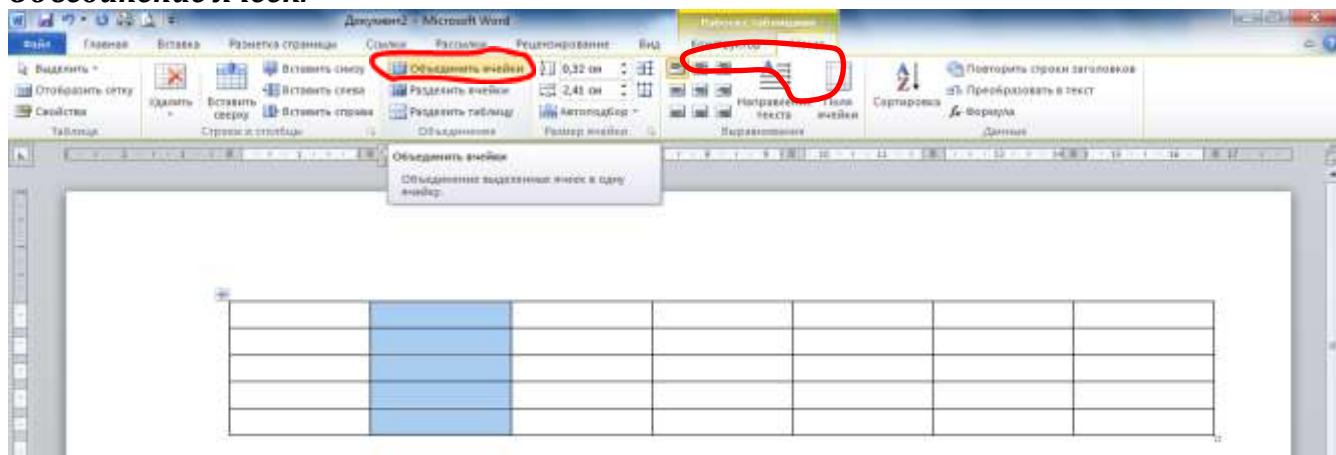 Объединение ячеек.
Документ2 - Microsoft Word
Работа с таблицами
Файл Главная Вставка Разметка страницы Ссылки Рассылки Рецензирование Вид
Выделить Вставить снизу Объединить ячейки 0,32 см Повторить строки заголовков
Отобразить сетку Удалить Вставить сверху Вставить слева Разделить ячейки 2,41 см Направление текста ячейки Сортировка Преобразовать в текст
Свойства Вставить справа Разделить таблицу Автоподбор Формула
Таблица Строки и столбцы Объединение Размер ячейки Выравнивание Данные
Объединить ячейки
Объединение выделенных ячеек в одну
ячейку.